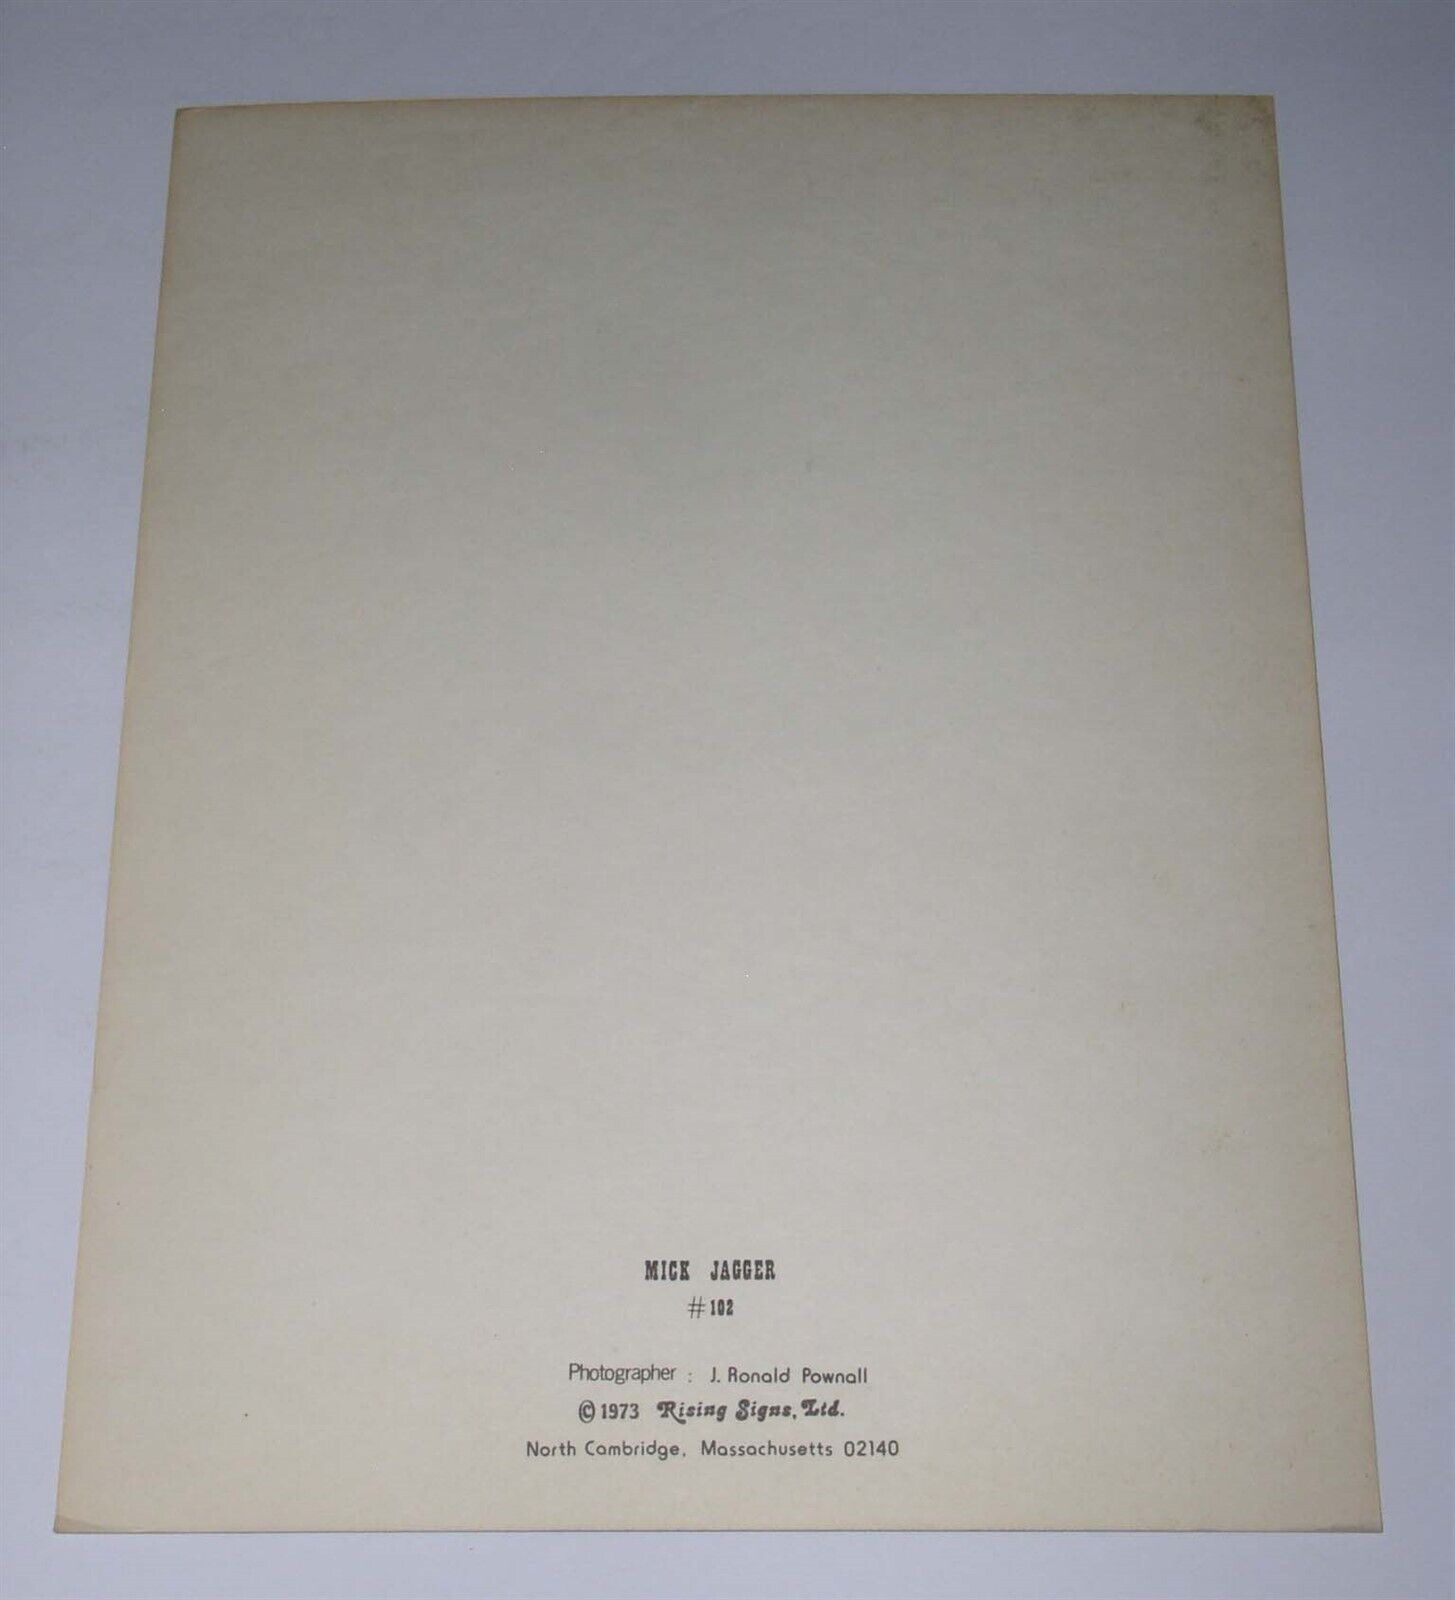 MICK JAGGER
#102
Photographer : J. Ronald Pownall
© 1973 Rising Signs, Ltd.
North Cambridge, Massachusetts 02140